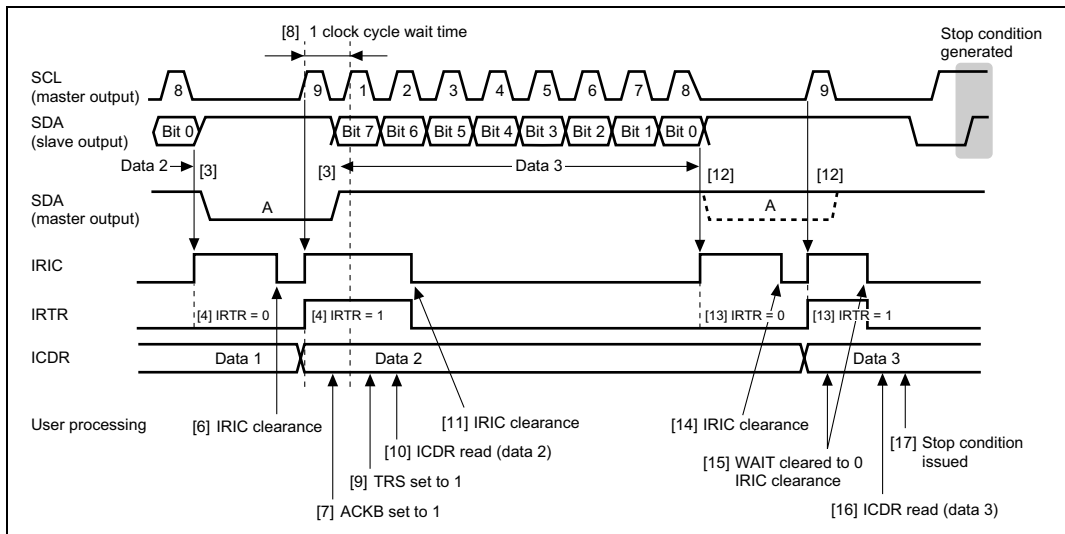 [8] 1 clock cycle wait time
Stop condition
generated
SCL
(master output)
8 9 1 2 3 4 5 6 7 8 9
SDA
(slave output)
Bit 0 Bit 7 Bit 6 Bit 5 Bit 4 Bit 3 Bit 2 Bit 1 Bit 0
Data 2 [3] [3] Data 3 [12] [12]
SDA
(master output)
A A
IRIC
IRTR
[4] IRTR = 0 [4] IRTR = 1 [13] IRTR = 0 [13] IRTR = 1
ICDR
Data 1 Data 2 Data 3
User processing
[6] IRIC clearance
[11] IRIC clearance
[14] IRIC clearance
[17] Stop condition
issued
[10] ICDR read (data 2)
[15] WAIT cleared to 0
IRIC clearance
[9] TRS set to 1
[16] ICDR read (data 3)
[7] ACKB set to 1